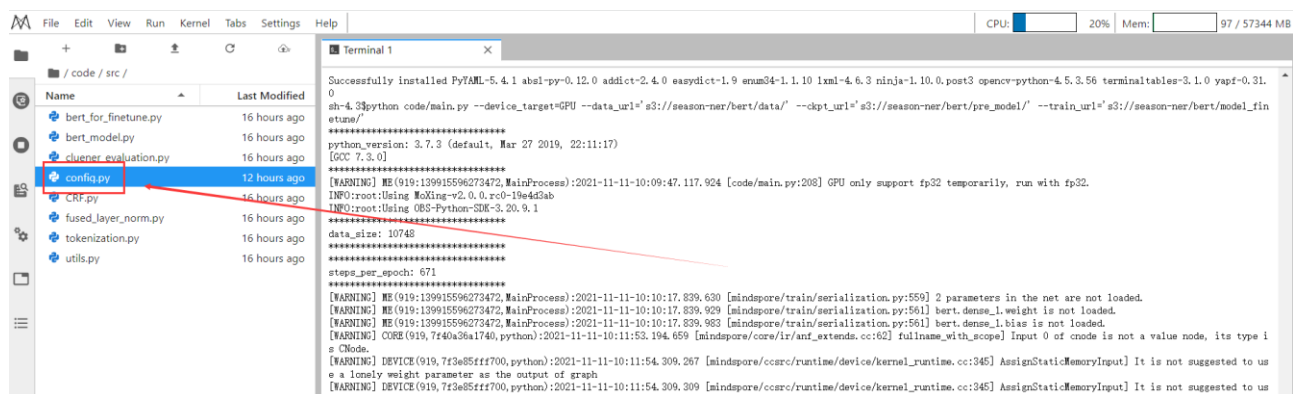 File Edit View Run Kernel Tabs Settings Help
CPU: 20% Mem: 97 / 57344 MB
/ code / src /
Name Last Modified
bert_for_finetune.py 16 hours ago
bert_model.py 16 hours ago
cluener_evaluation.py 16 hours ago
config.py 12 hours ago
CRF.py 16 hours ago
fused_layer_norm.py 16 hours ago
tokenization.py 16 hours ago
utils.py 16 hours ago
Terminal 1
Successfully installed PyYAML-5.4.1 absl-py-0.12.0 addict-2.4.0 easydict-1.9 enum34-1.1.10 lxml-4.6.3 ninja-1.10.0.post3 opencv-python-4.5.3.56 terminaltables-3.1.0 yapf-0.31.
0
sh-4.3$python code/main.py --device_target=GPU --data_url='s3://season-ner/bert/data/' --ckpt_url='s3://season-ner/bert/pre_model/' --train_url='s3://season-ner/bert/model_fin
etune/'
**********************************
python_version: 3.7.3 (default, Mar 27 2019, 22:11:17)
[GCC 7.3.0]
**********************************
[WARNING] ME(919:139915596273472,MainProcess):2021-11-11-10:09:47.117.924 [code/main.py:208] GPU only support fp32 temporarily, run with fp32.
INFO:root:Using MoXing-v2.0.0.rc0-19e4d3ab
INFO:root:Using OBS-Python-SDK-3.20.9.1
**********************************
data_size: 10748
**********************************
**********************************
steps_per_epoch: 671
**********************************
[WARNING] ME(919:139915596273472,MainProcess):2021-11-11-10:10:17.839.630 [mindspore/train/serialization.py:559] 2 parameters in the net are not loaded.
[WARNING] ME(919:139915596273472,MainProcess):2021-11-11-10:10:17.839.929 [mindspore/train/serialization.py:561] bert.dense_1.weight is not loaded.
[WARNING] ME(919:139915596273472,MainProcess):2021-11-11-10:10:17.839.983 [mindspore/train/serialization.py:561] bert.dense_1.bias is not loaded.
[WARNING] CORE(919,7f40a36a1740,python):2021-11-11-10:11:53.194.659 [mindspore/core/ir/anf_extends.cc:62] fullname_with_scope] Input 0 of cnode is not a value node, its type i
s CNode.
[WARNING] DEVICE(919,7f3e85fff700,python):2021-11-11-10:11:54.309.267 [mindspore/ccsrc/runtime/device/kernel_runtime.cc:345] AssignStaticMemoryInput] It is not suggested to us
e a lonely weight parameter as the output of graph
[WARNING] DEVICE(919,7f3e85fff700,python):2021-11-11-10:11:54.309.309 [mindspore/ccsrc/runtime/device/kernel_runtime.cc:345] AssignStaticMemoryInput] It is not suggested to us